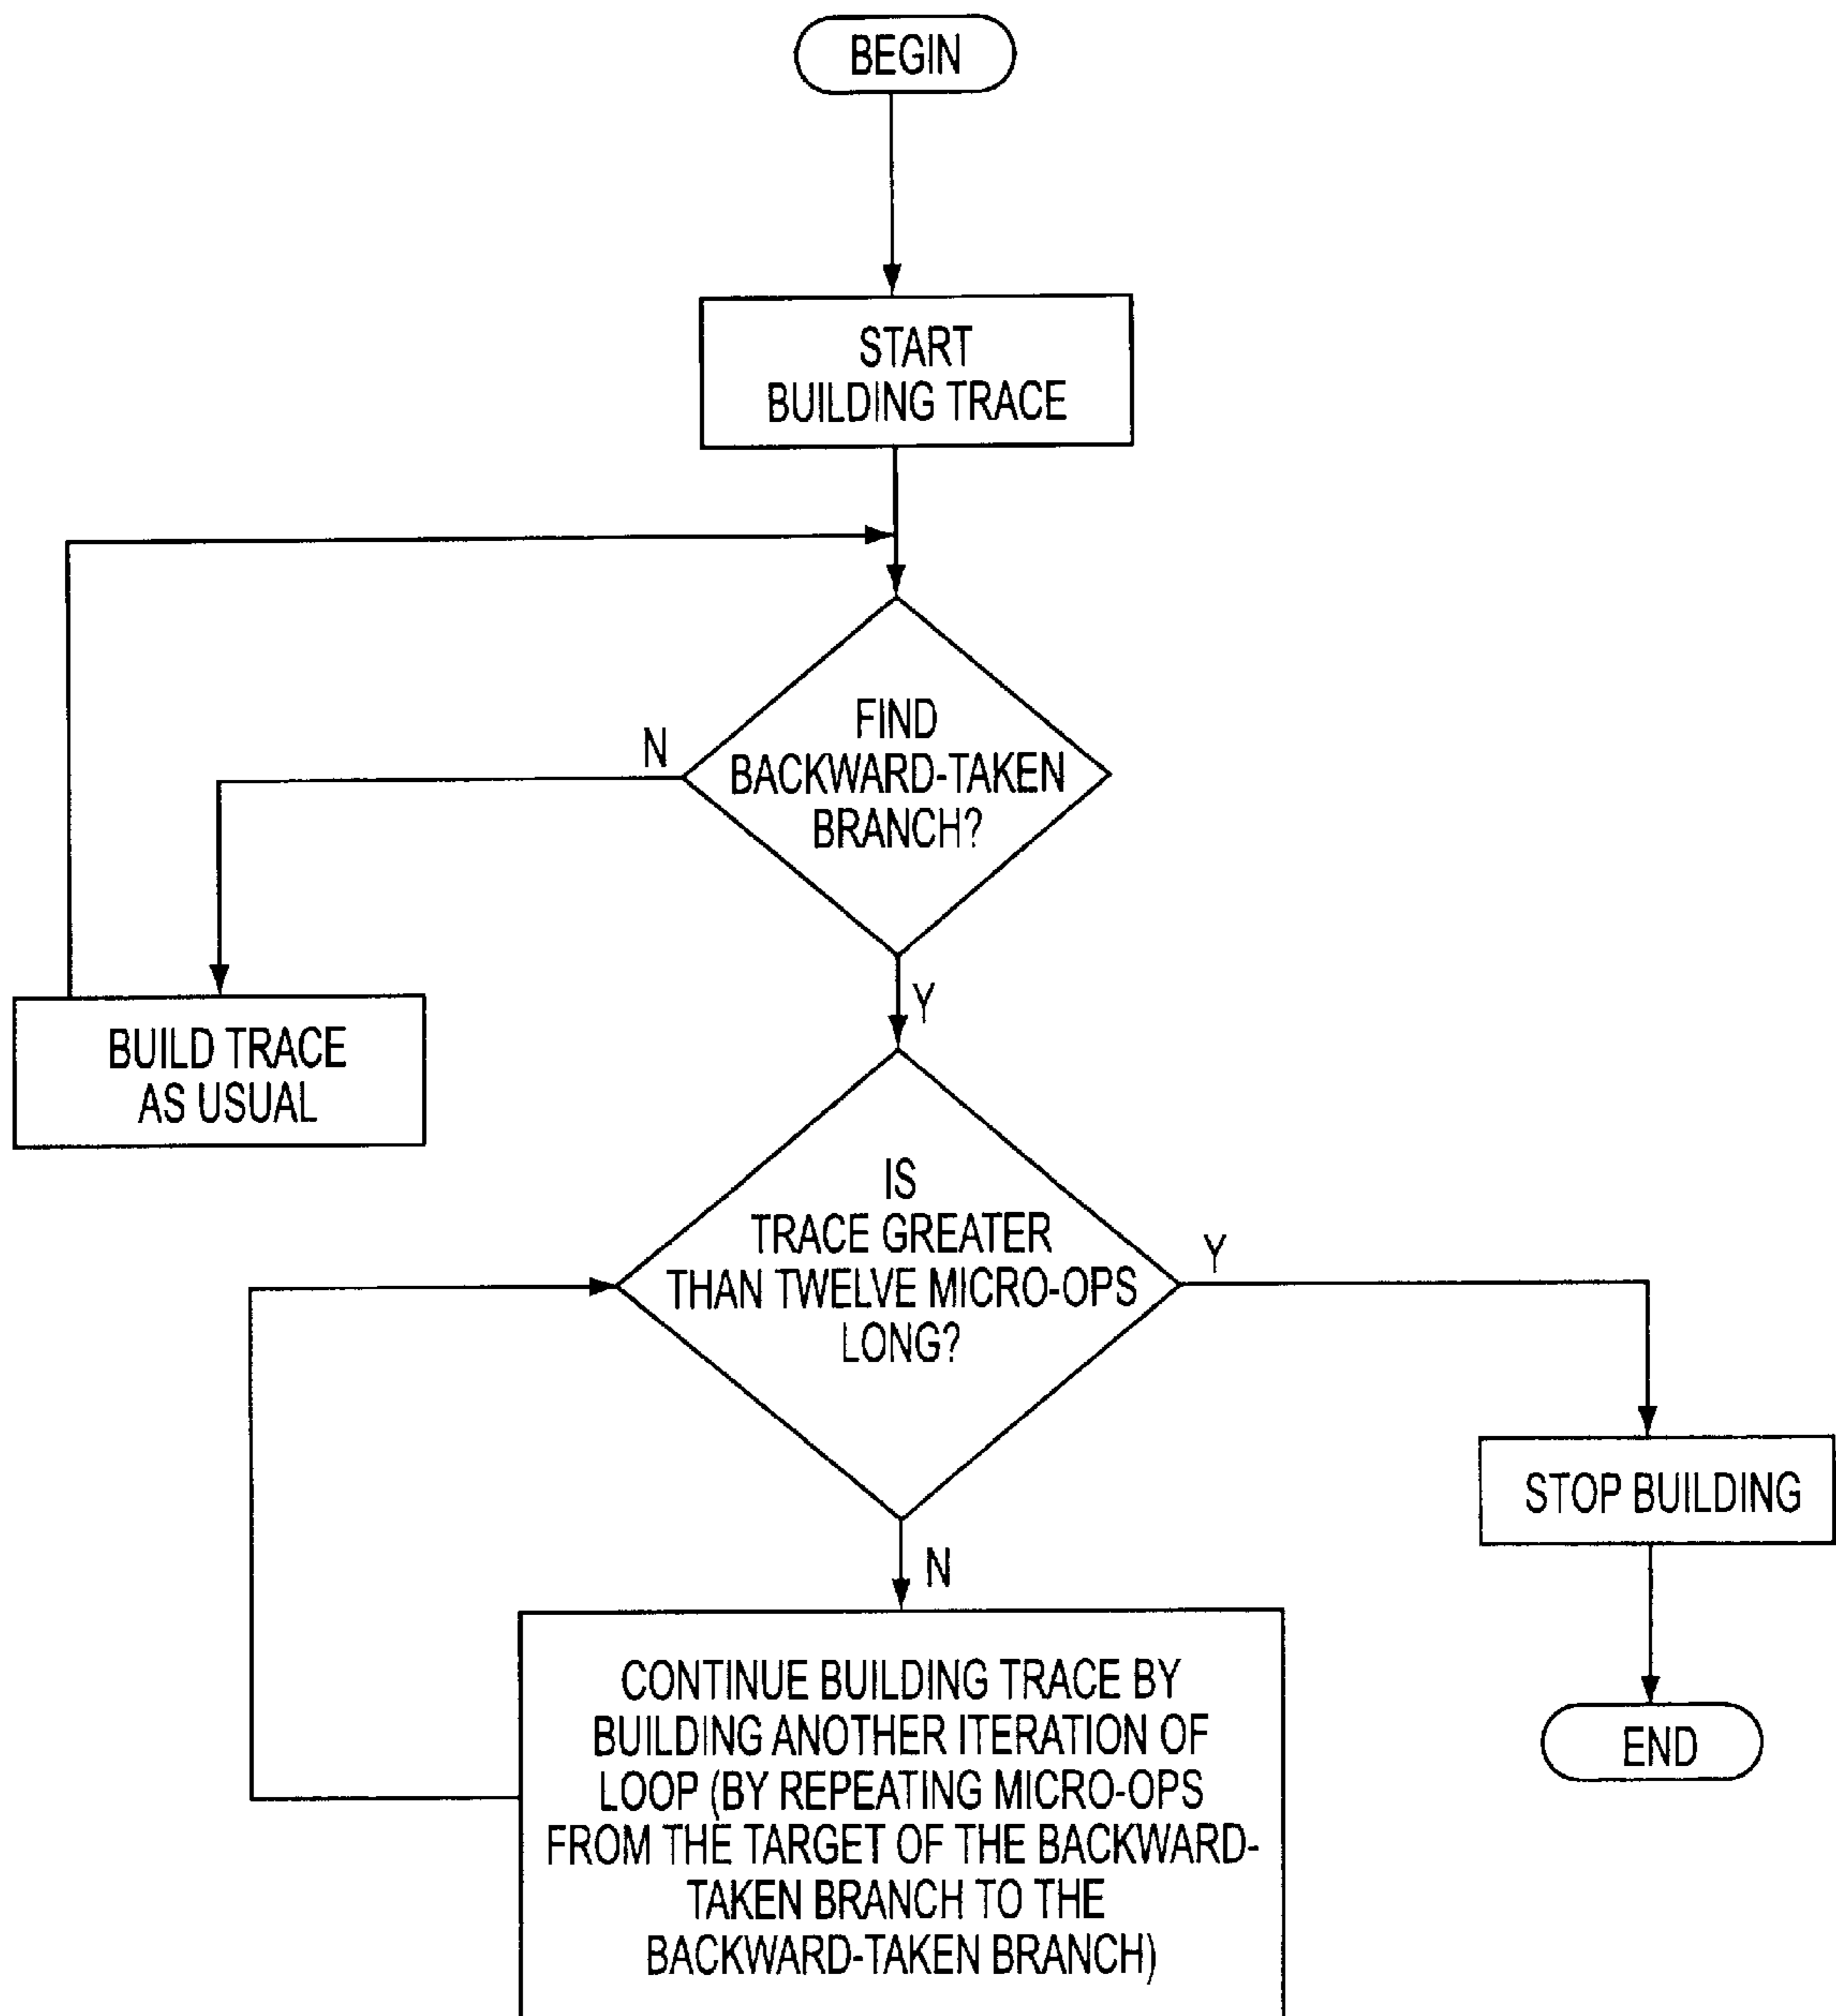 BEGIN
START
BUILDING TRACE
FIND
BACKWARD-TAKEN
BRANCH?
N
Y
BUILD TRACE
AS USUAL
IS
TRACE GREATER
THAN TWELVE MICRO-OPS
LONG?
Y
N
STOP BUILDING
END
CONTINUE BUILDING TRACE BY
BUILDING ANOTHER ITERATION OF
LOOP (BY REPEATING MICRO-OPS
FROM THE TARGET OF THE BACKWARD-
TAKEN BRANCH TO THE
BACKWARD-TAKEN BRANCH)